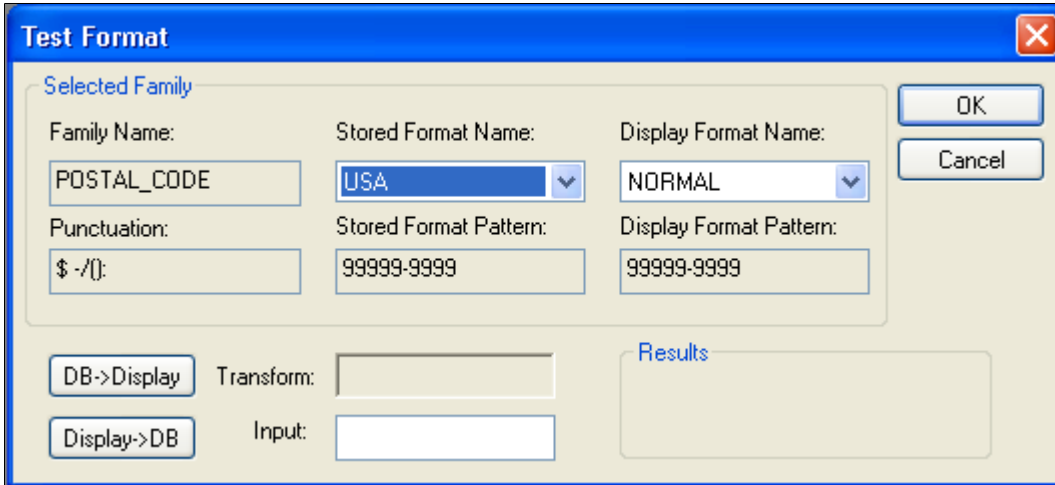 Test Format
Selected Family
OK
Family Name: Stored Format Name: Display Format Name:
Cancel
POSTAL_CODE USA NORMAL
Punctuation: Stored Format Pattern: Display Format Pattern:
$ -/(): 99999-9999 99999-9999
Results
DB->Display Transform:
Display->DB Input: